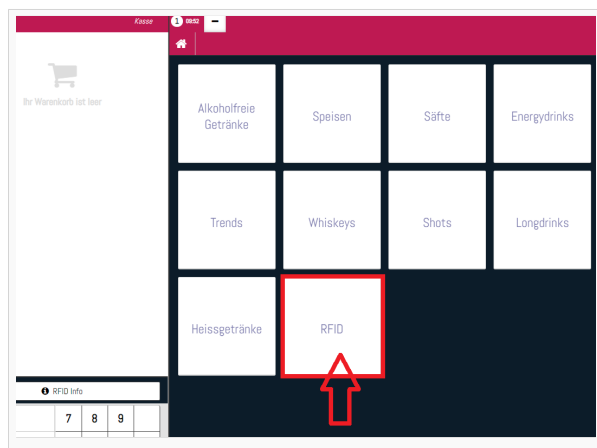 Kasse
1 09:52 –
Ihr Warenkorb ist leer
Alkoholfreie
Getränke
Speisen
Säfte
Energydrinks
Trends
Whiskeys
Shots
Longdrinks
Heissgetränke
RFID
RFID Info
7 8 9